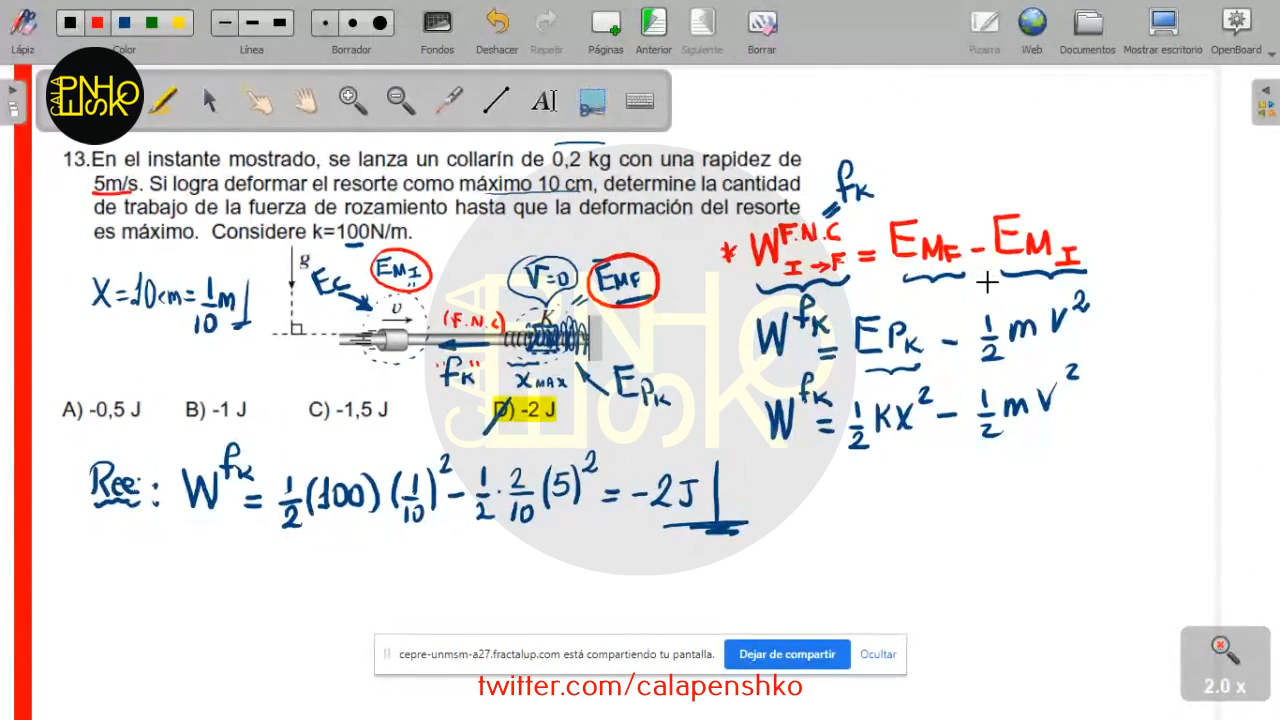 Lápiz Color Línea Borrador Fondos Deshacer Repetir Páginas Anterior Siguiente Borrar Pizarra Web Documentos Mostrar escritorio OpenBoard
CALA PENSHKO
AI
13.En el instante mostrado, se lanza un collarín de 0,2 kg con una rapidez de
5m/s. Si logra deformar el resorte como máximo 10 cm, determine la cantidad
de trabajo de la fuerza de rozamiento hasta que la deformación del resorte
es máximo. Considere k=100N/m.
fK
* W F.N.C I→F = EMF - EMI
g
EC
EMI
V=0
EMF
X=10cm=1/10 m
υ
(F.N.C)
K
"fK"
xMAX
EPK
W fK = EPK - 1/2 m v²
W fK = 1/2 Kx² - 1/2 m v²
A) -0,5 J B) -1 J C) -1,5 J D) -2 J
Ree: W fK = 1/2 (100) (1/10)² - 1/2 · 2/10 (5)² = -2J
cepre-unmsm-a27.fractalup.com está compartiendo tu pantalla. Dejar de compartir Ocultar
twitter.com/calapenshko
2.0 x